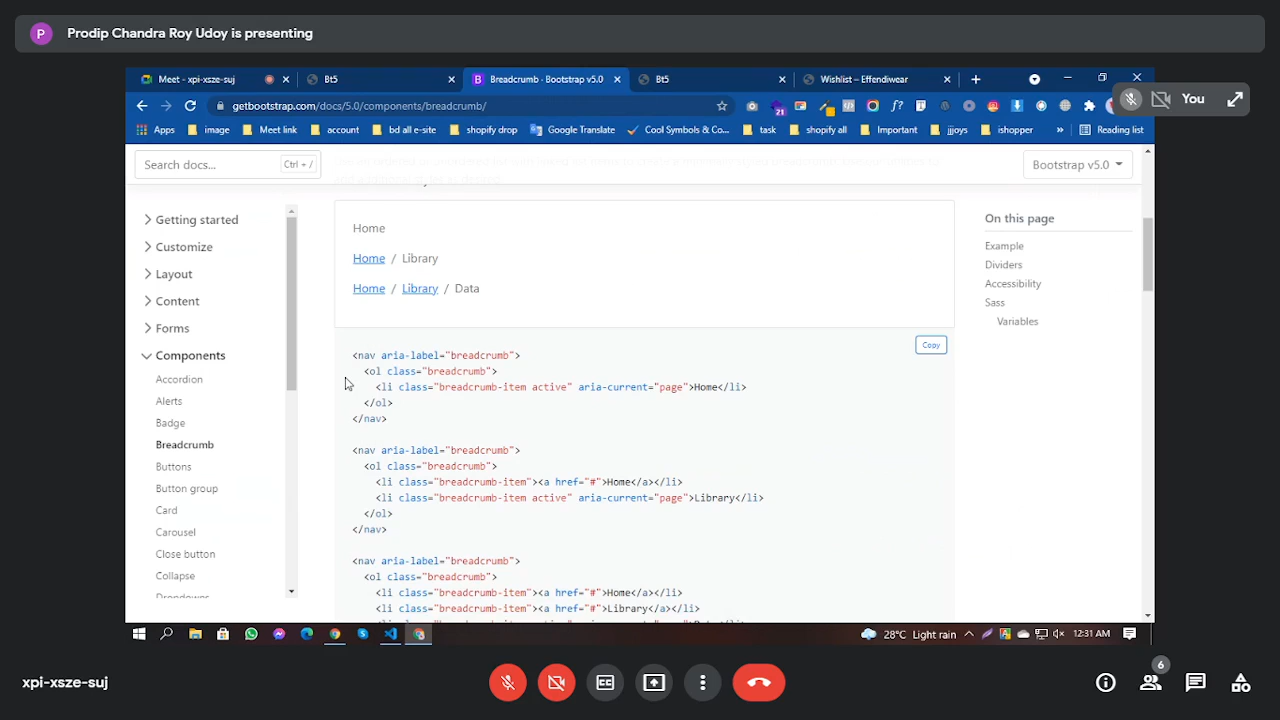 P Prodip Chandra Roy Udoy is presenting
Meet - xpi-xsze-suj
Bt5
B Breadcrumb · Bootstrap v5.0
Bt5
Wishlist – Effendiwear
getbootstrap.com/docs/5.0/components/breadcrumb/
21
You
Apps
image
Meet link
account
bd all e-site
shopify drop
Google Translate
Cool Symbols & Co...
task
shopify all
Important
jjjoys
ishopper
»
Reading list
Search docs...
Ctrl + /
Bootstrap v5.0
Getting started
Customize
Layout
Content
Forms
Components
Accordion
Alerts
Badge
Breadcrumb
Buttons
Button group
Card
Carousel
Close button
Collapse
Dropdowns
Home
Home / Library
Home / Library / Data
Copy
<nav aria-label="breadcrumb">
<ol class="breadcrumb">
<li class="breadcrumb-item active" aria-current="page">Home</li>
</ol>
</nav>
<nav aria-label="breadcrumb">
<ol class="breadcrumb">
<li class="breadcrumb-item"><a href="#">Home</a></li>
<li class="breadcrumb-item active" aria-current="page">Library</li>
</ol>
</nav>
<nav aria-label="breadcrumb">
<ol class="breadcrumb">
<li class="breadcrumb-item"><a href="#">Home</a></li>
<li class="breadcrumb-item"><a href="#">Library</a></li>
On this page
Example
Dividers
Accessibility
Sass
Variables
28°C Light rain
12:31 AM
xpi-xsze-suj
CC
6